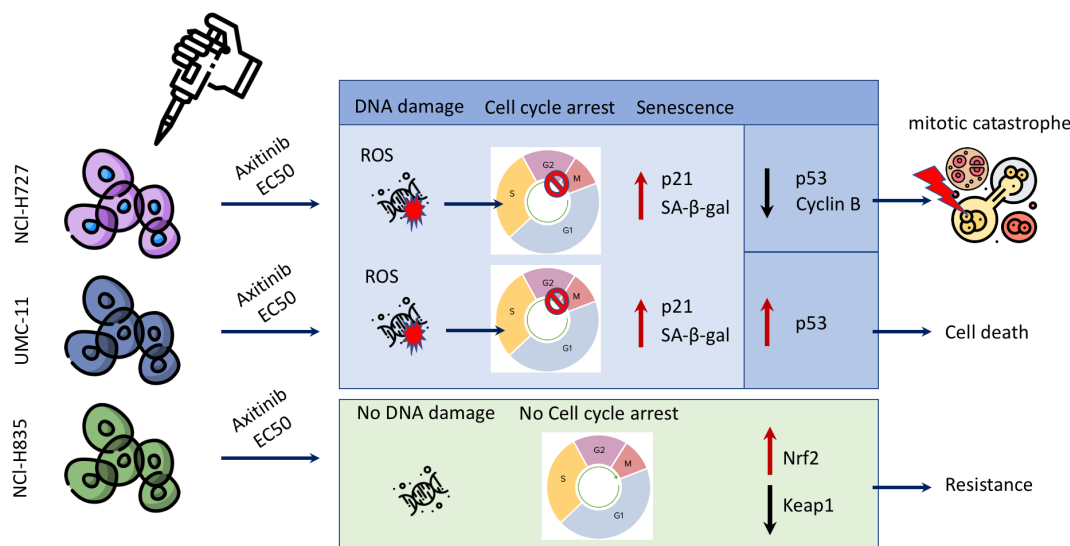 DNA damage Cell cycle arrest Senescence
mitotic catastrophe
NCI-H727
Axitinib
EC50
ROS
G2
M
S
G1
p21
SA-β-gal
p53
Cyclin B
UMC-11
Axitinib
EC50
ROS
G2
M
S
G1
p21
SA-β-gal
p53
Cell death
NCI-H835
Axitinib
EC50
No DNA damage No Cell cycle arrest
G2
M
S
G1
Nrf2
Keap1
Resistance